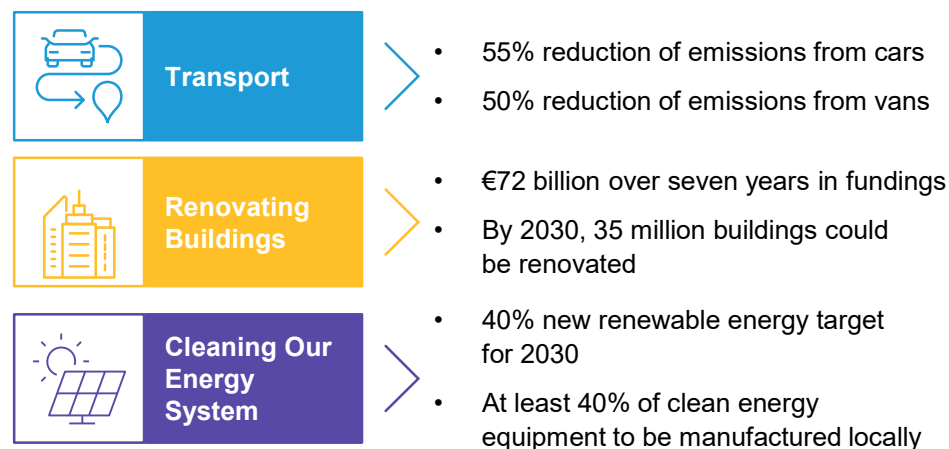 Transport
• 55% reduction of emissions from cars
• 50% reduction of emissions from vans
Renovating
Buildings
• €72 billion over seven years in fundings
• By 2030, 35 million buildings could
be renovated
Cleaning Our
Energy
System
• 40% new renewable energy target
for 2030
• At least 40% of clean energy
equipment to be manufactured locally